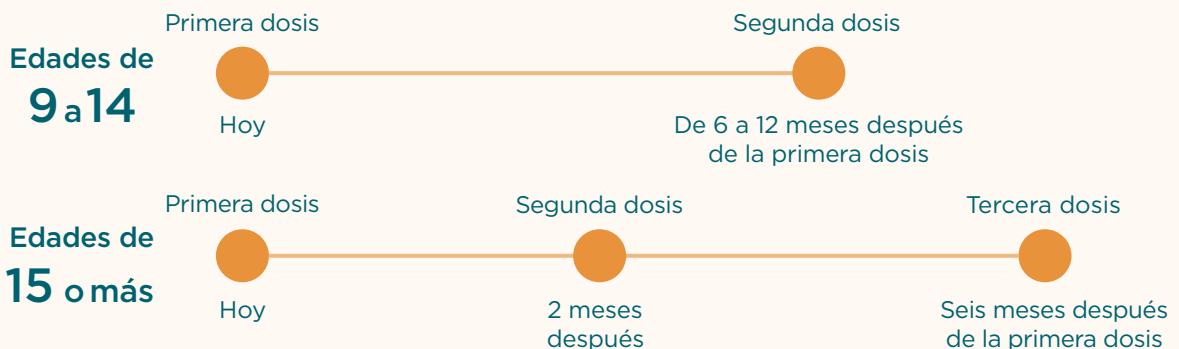 Primera dosis
Segunda dosis
Edades de
9 a 14
Hoy
De 6 a 12 meses después
de la primera dosis
Primera dosis
Segunda dosis
Tercera dosis
Edades de
15 o más
Hoy
2 meses
después
Seis meses después
de la primera dosis